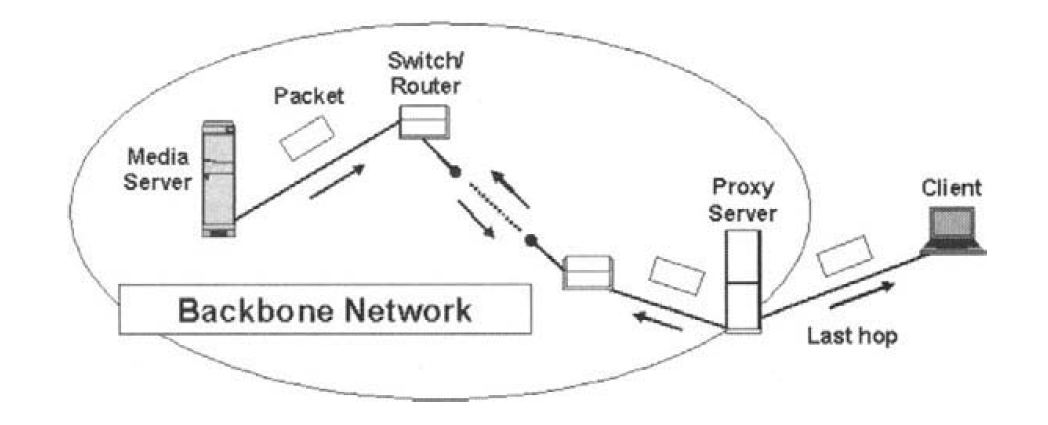 Switch/
Router
Packet
Media
Server
Proxy
Server
Client
Backbone Network
Last hop